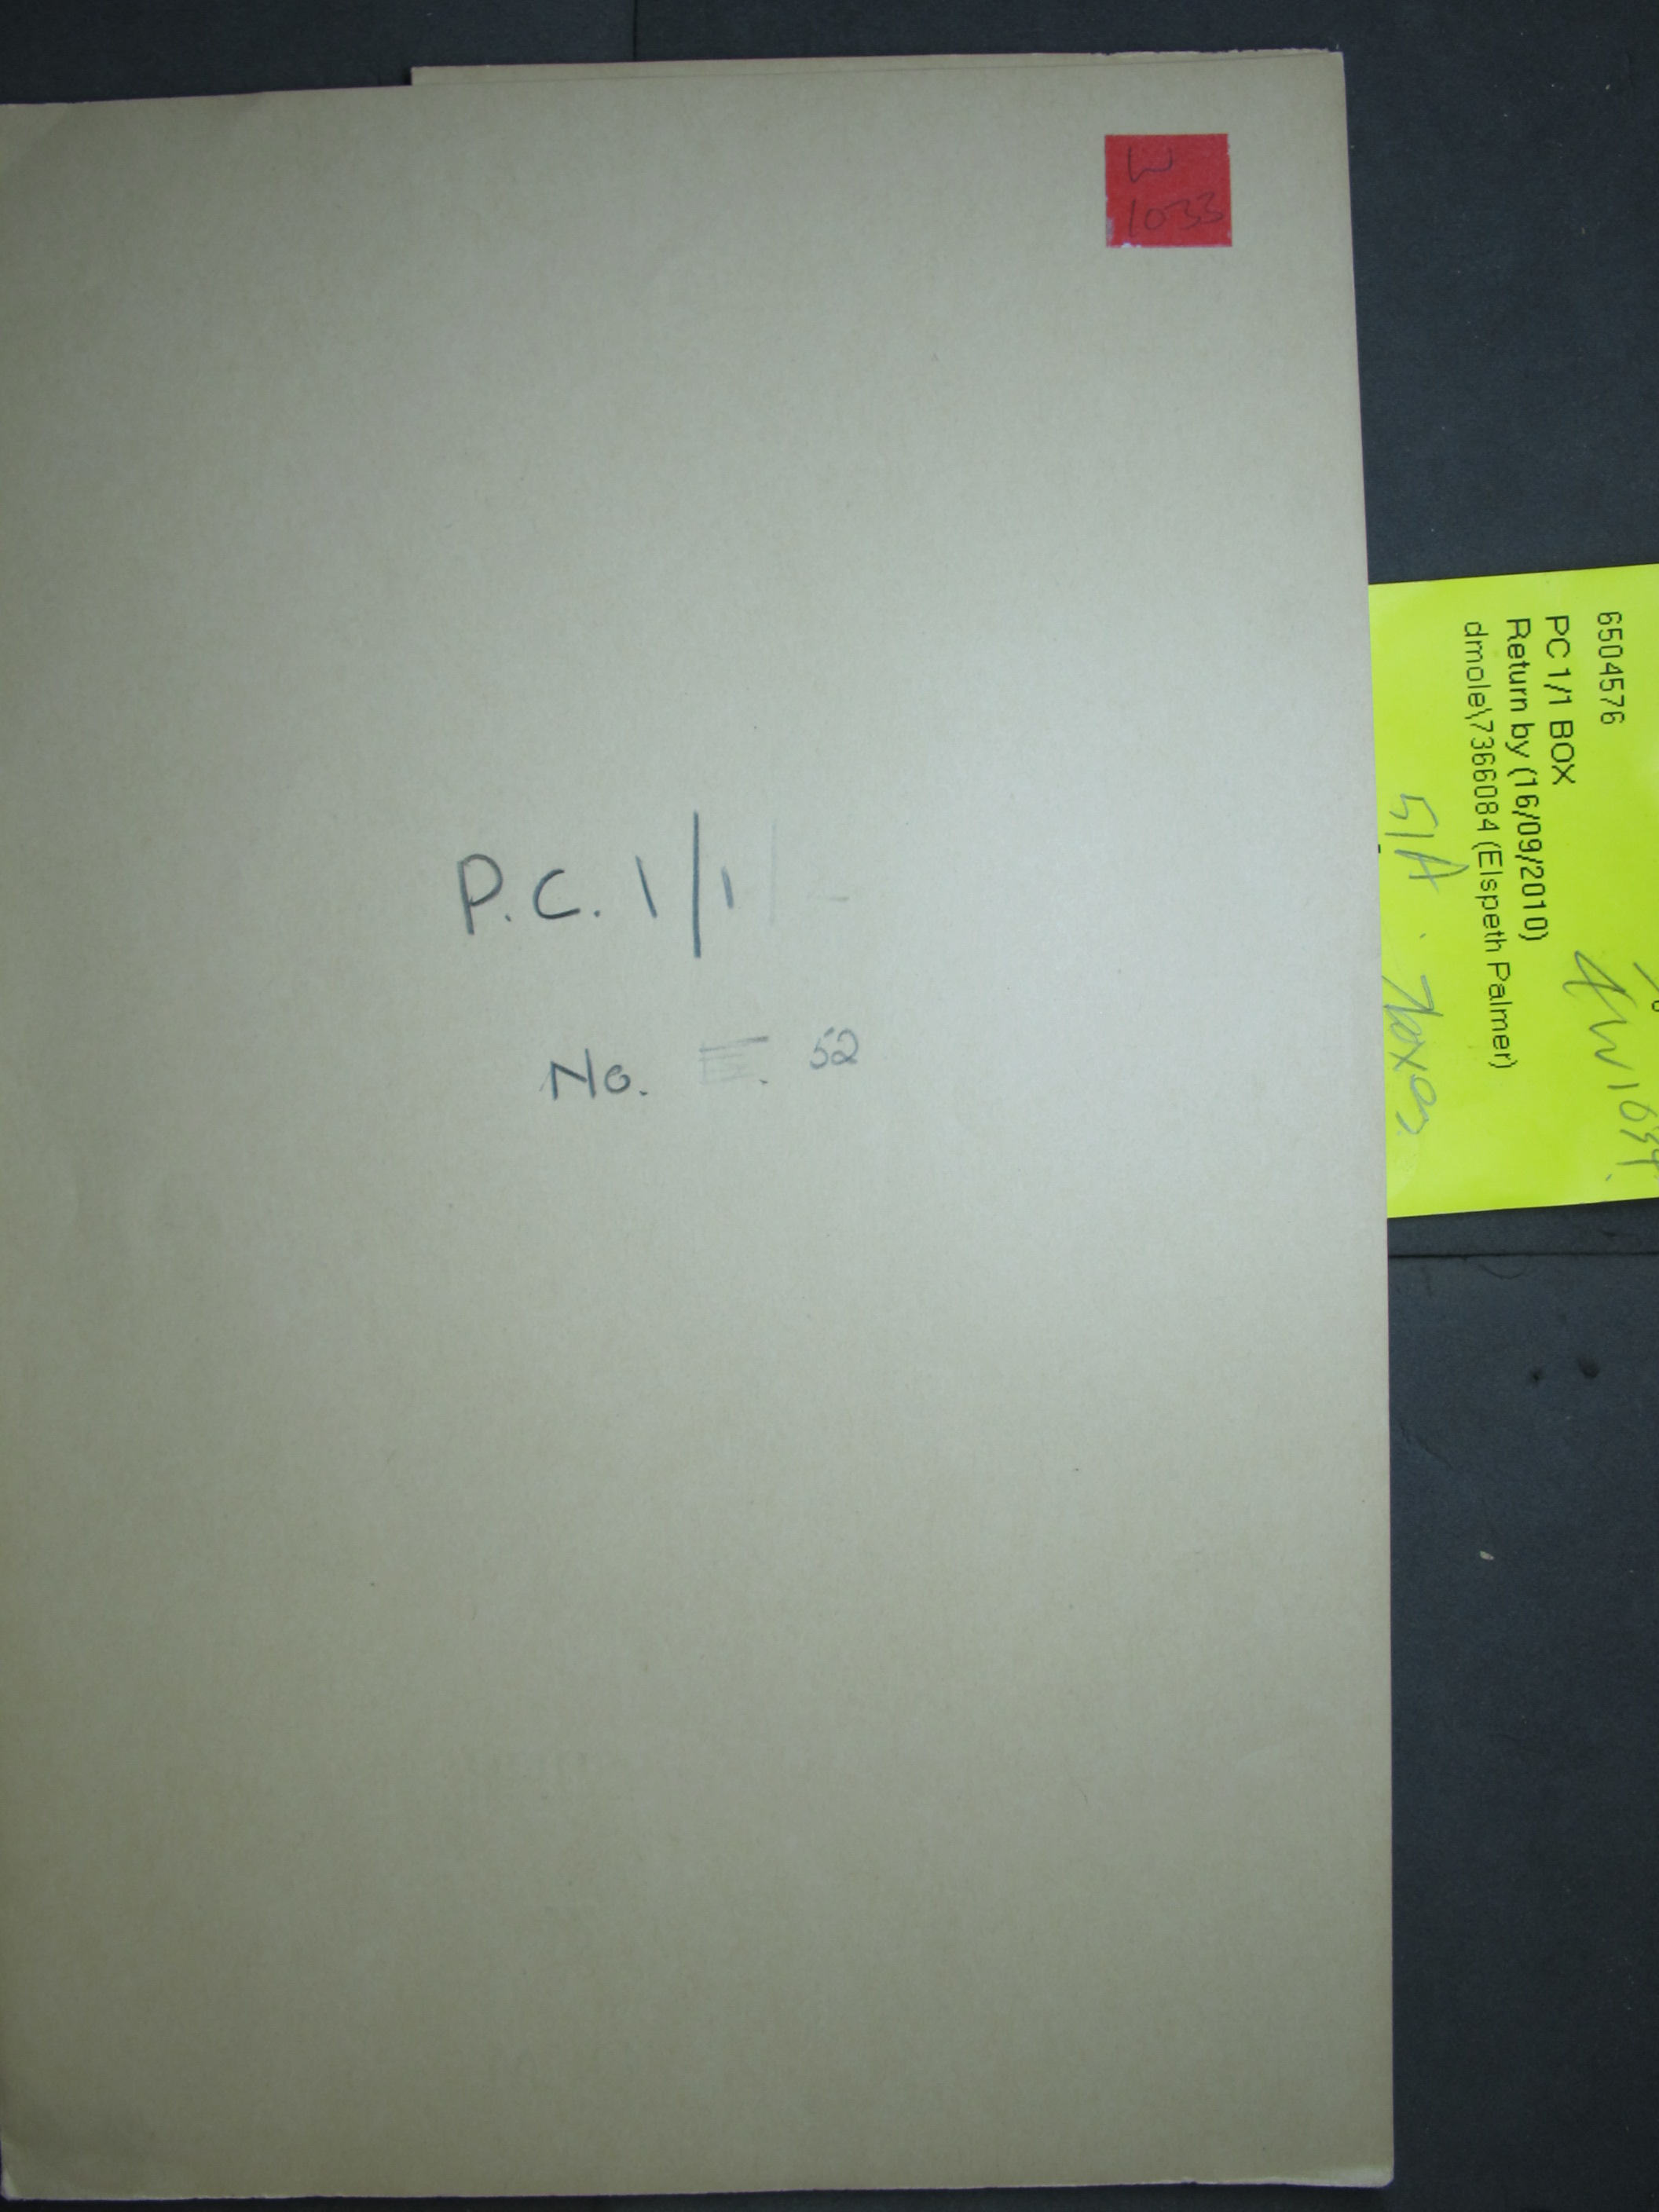 W
1033
P.C. 1/1
No. 52
6504576
PC 1/1 BOX
Return by (16/09/2010)
dmole\7366084 (Elspeth Palmer)
51A